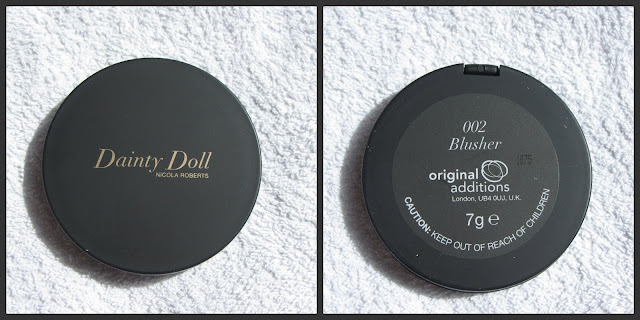 Dainty Doll
NICOLA ROBERTS
002
Blusher
original
additions
London, UB4 0UJ, U.K.
7g e
CAUTION: KEEP OUT OF REACH OF CHILDREN